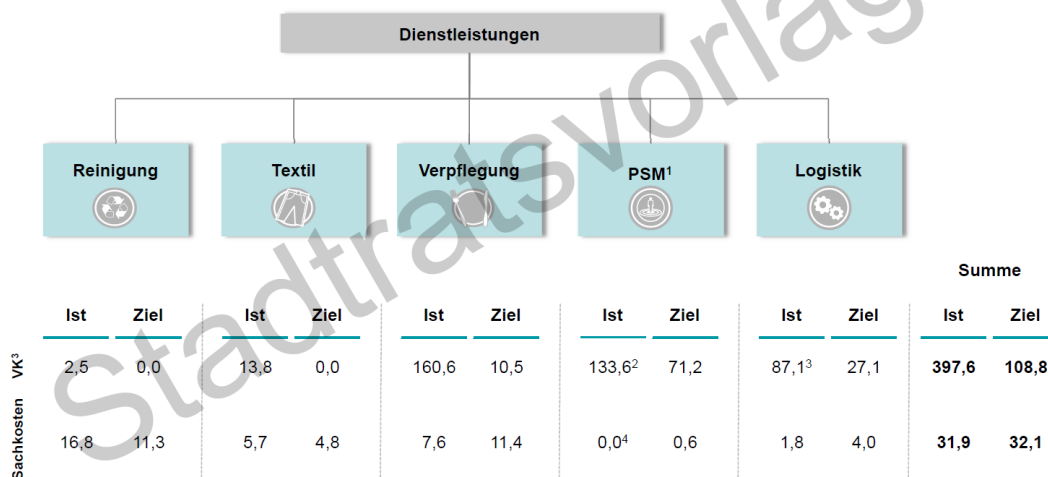 Dienstleistungen
Reinigung Textil Verpflegung PSM¹ Logistik
Summe
Ist Ziel Ist Ziel Ist Ziel Ist Ziel Ist Ziel Ist Ziel
VK³ 2,5 0,0 13,8 0,0 160,6 10,5 133,6² 71,2 87,1³ 27,1 397,6 108,8
Sachkosten 16,8 11,3 5,7 4,8 7,6 11,4 0,0⁴ 0,6 1,8 4,0 31,9 32,1
Stadtratsvorlag